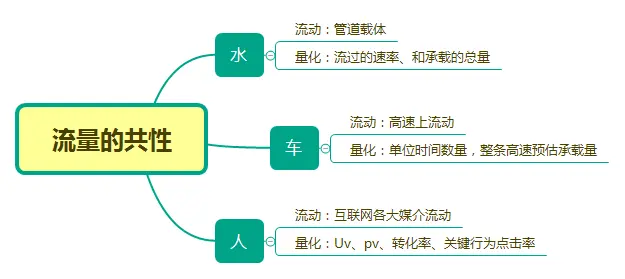 流量的共性
水
流动：管道载体
量化：流过的速率、和承载的总量
车
流动：高速上流动
量化：单位时间数量，整条高速预估承载量
人
流动：互联网各大媒介流动
量化：Uv、pv、转化率、关键行为点击率